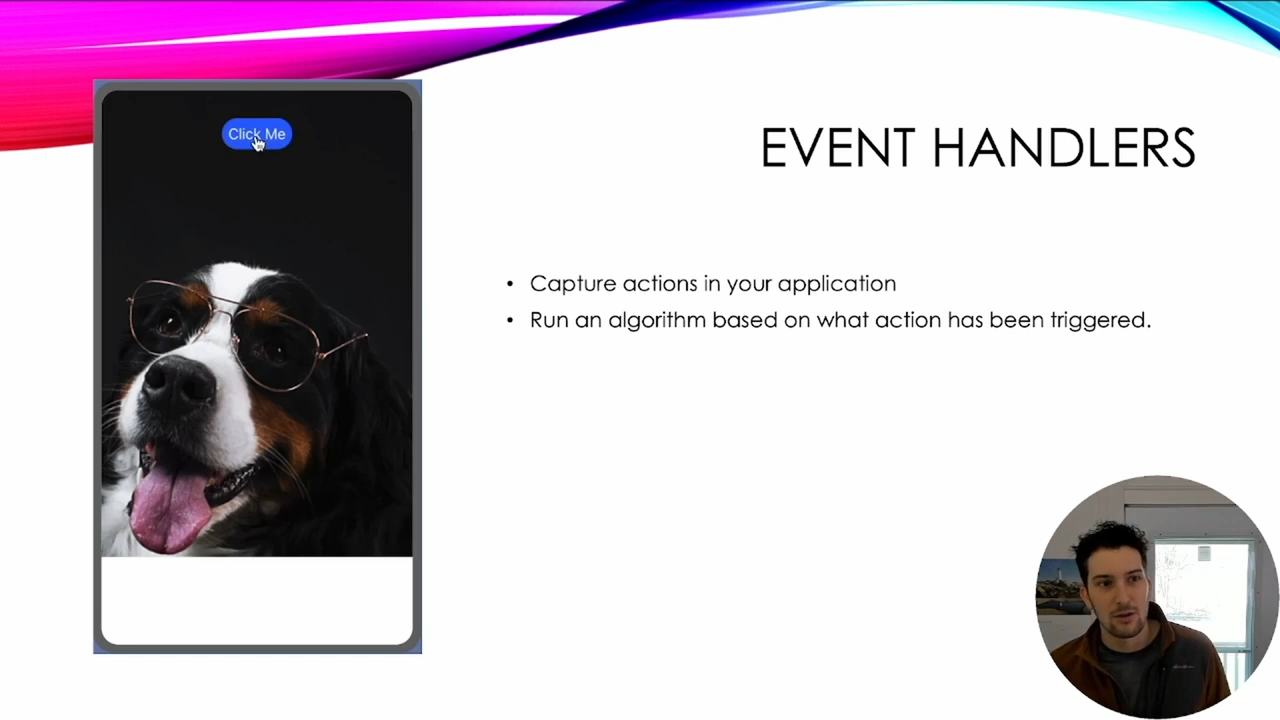 Click Me
EVENT HANDLERS
• Capture actions in your application
• Run an algorithm based on what action has been triggered.